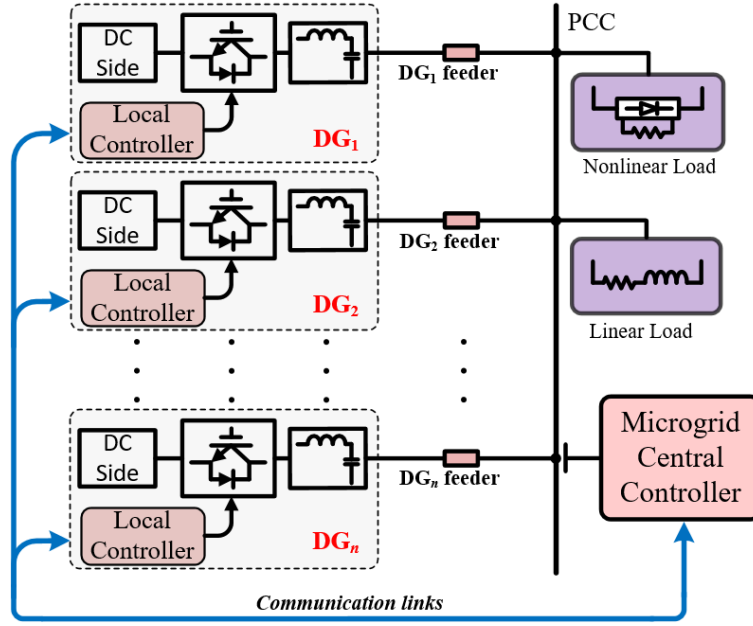 DC
Side
Local
Controller
DG₁
DG₁ feeder
PCC
Nonlinear Load
DC
Side
Local
Controller
DG₂
DG₂ feeder
Linear Load
DC
Side
Local
Controller
DGₙ
DGₙ feeder
Microgrid
Central
Controller
Communication links